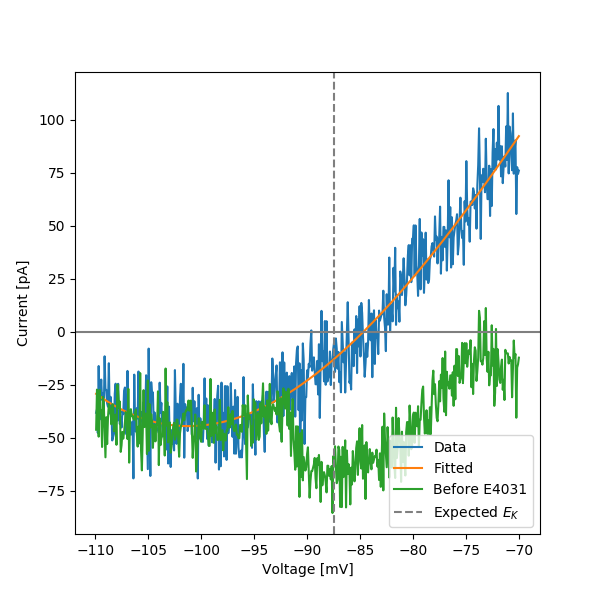 100
75
50
25
0
−25
−50
−75
Current [pA]
Data
Fitted
Before E4031
Expected E_K
−110
−105
−100
−95
−90
−85
−80
−75
−70
Voltage [mV]